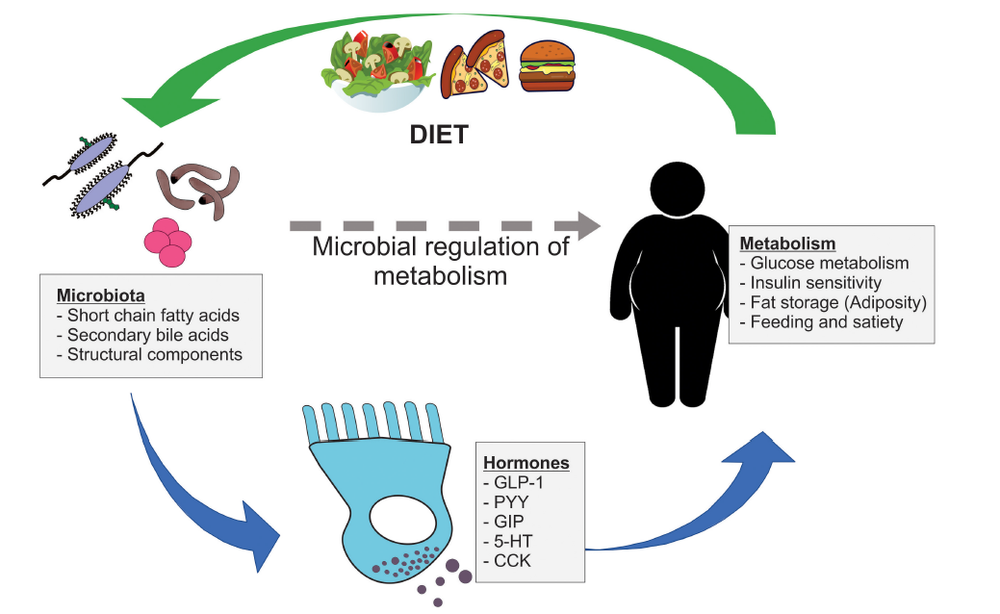 DIET
Microbial regulation of
metabolism
Metabolism
- Glucose metabolism
- Insulin sensitivity
- Fat storage (Adiposity)
- Feeding and satiety
Microbiota
- Short chain fatty acids
- Secondary bile acids
- Structural components
Hormones
- GLP-1
- PYY
- GIP
- 5-HT
- CCK